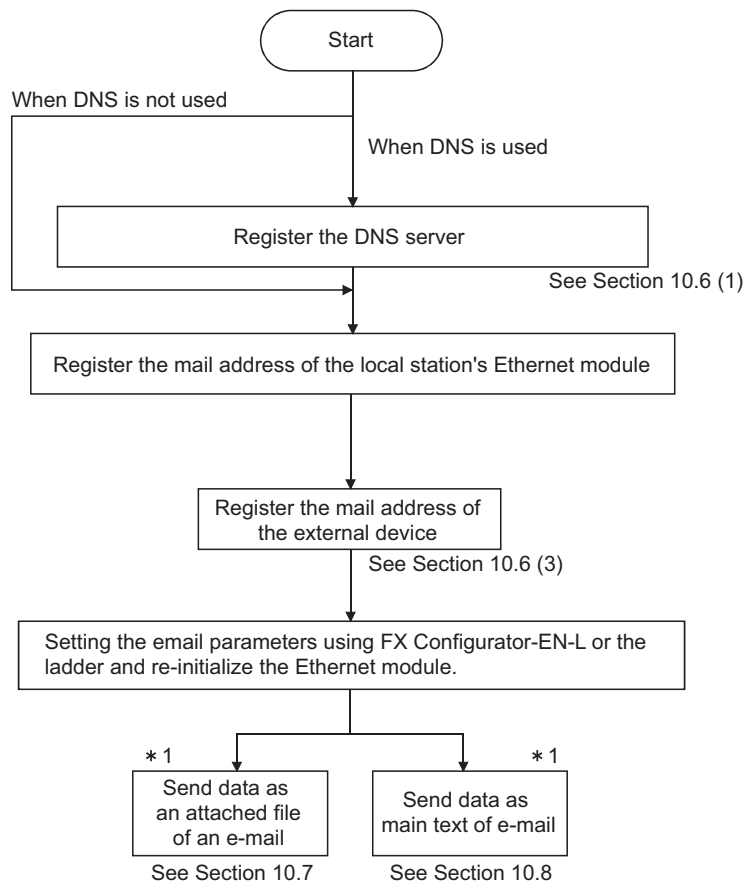 Start
When DNS is not used
When DNS is used
Register the DNS server
See Section 10.6 (1)
Register the mail address of the local station's Ethernet module
Register the mail address of
the external device
See Section 10.6 (3)
Setting the email parameters using FX Configurator-EN-L or the
ladder and re-initialize the Ethernet module.
*1
Send data as
an attached file
of an e-mail
See Section 10.7
*1
Send data as
main text of e-mail
See Section 10.8